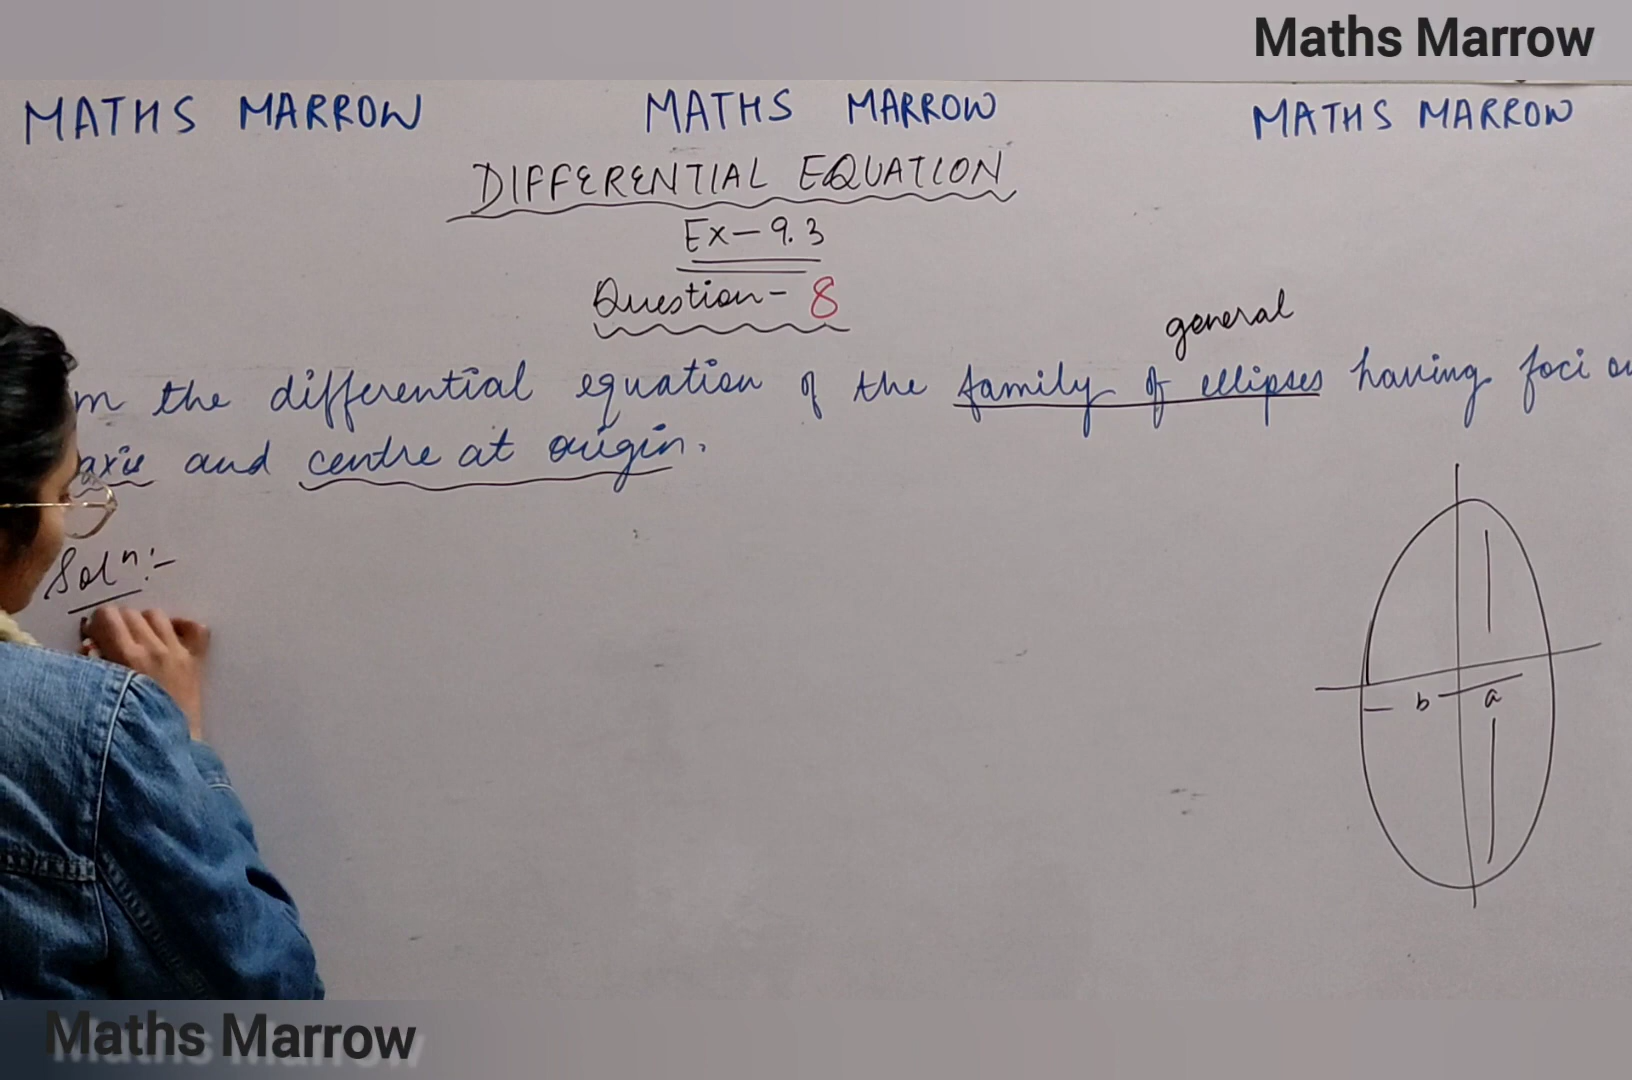 Maths Marrow
MATHS MARROW MATHS MARROW MATHS MARROW
DIFFERENTIAL EQUATION
Ex-9.3
Question- 8
general
m the differential equation of the family of ellipses having foci on
axis and centre at origin.
Solⁿ:-
b a
Maths Marrow